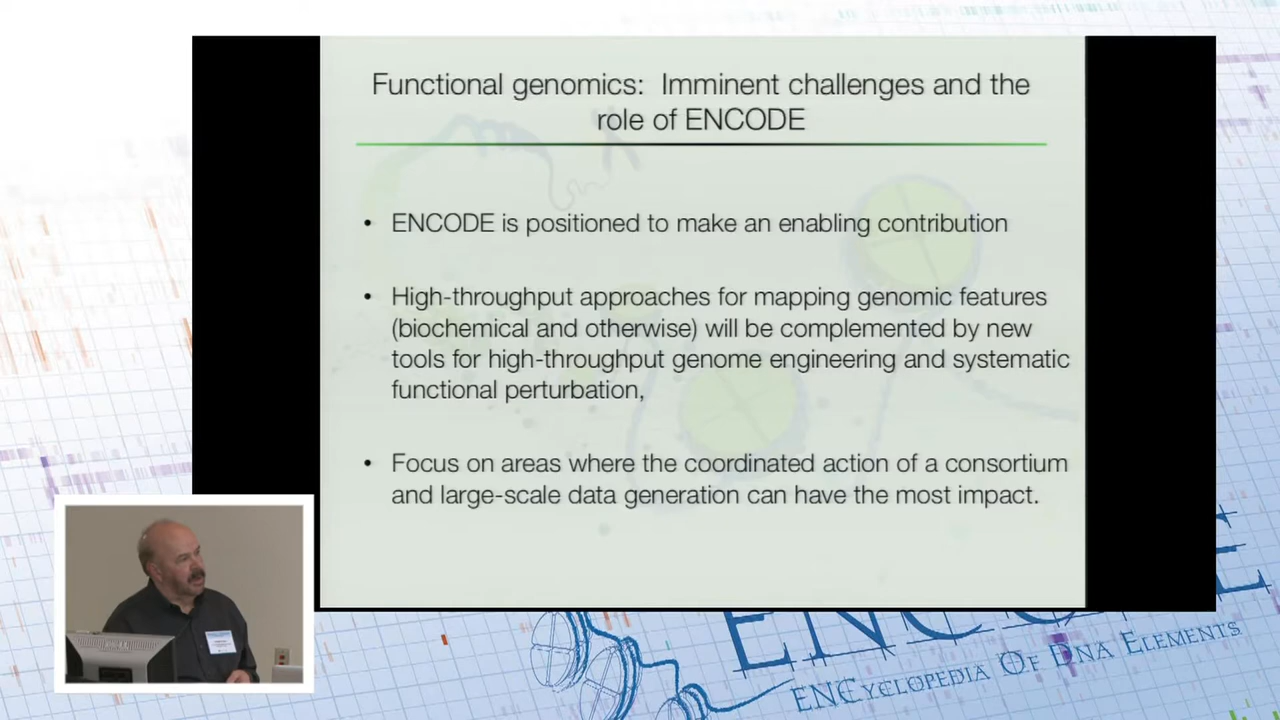 Functional genomics: Imminent challenges and the
role of ENCODE
• ENCODE is positioned to make an enabling contribution
• High-throughput approaches for mapping genomic features
(biochemical and otherwise) will be complemented by new
tools for high-throughput genome engineering and systematic
functional perturbation,
• Focus on areas where the coordinated action of a consortium
and large-scale data generation can have the most impact.
ENCYCLOPEDIA OF DNA ELEMENTS